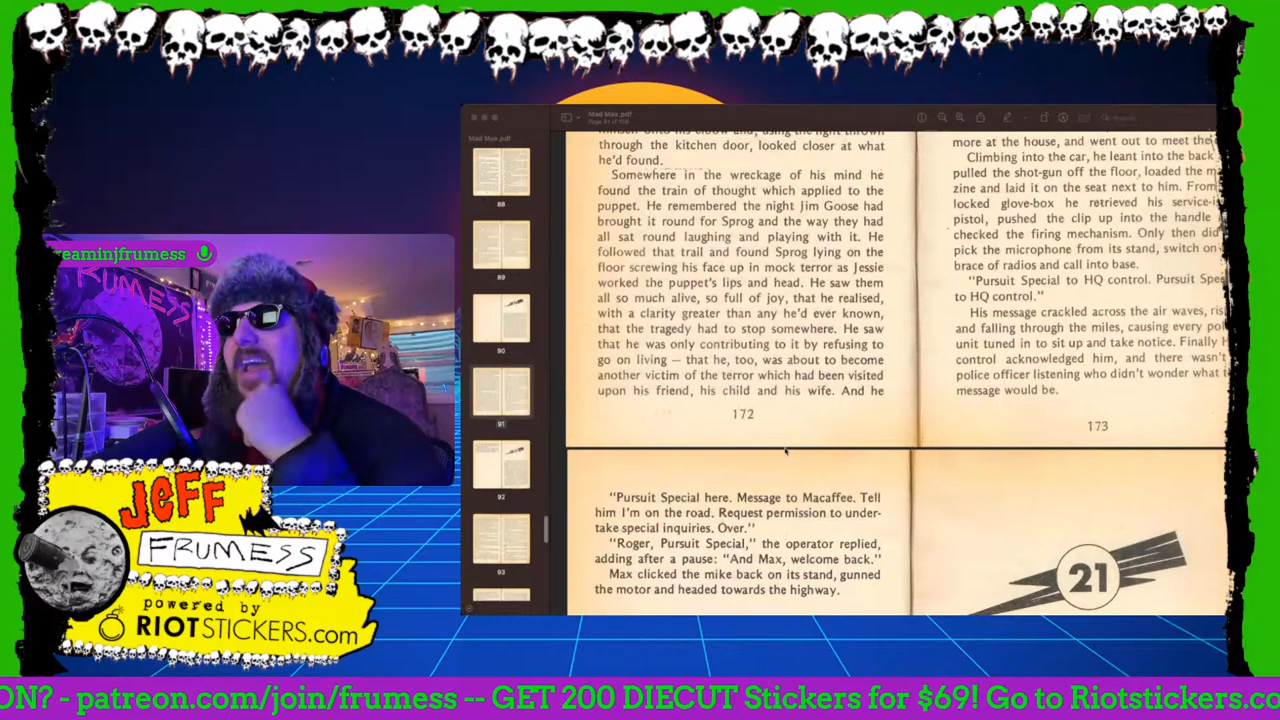 Mad Max.pdf
Page 91 of 108
Search
Mad Max.pdf
88
89
90
91
92
93
through the kitchen door, looked closer at what
he'd found.
Somewhere in the wreckage of his mind he
found the train of thought which applied to the
puppet. He remembered the night Jim Goose had
brought it round for Sprog and the way they had
all sat round laughing and playing with it. He
followed that trail and found Sprog lying on the
floor screwing his face up in mock terror as Jessie
worked the puppet's lips and head. He saw them
all so much alive, so full of joy, that he realised,
with a clarity greater than any he'd ever known,
that the tragedy had to stop somewhere. He saw
that he was only contributing to it by refusing to
go on living — that he, too, was about to become
another victim of the terror which had been visited
upon his friend, his child and his wife. And he
172
more at the house, and went out to meet the
Climbing into the car, he leant into the back
pulled the shot-gun off the floor, loaded the m
zine and laid it on the seat next to him. From
locked glove-box he retrieved his service-i
pistol, pushed the clip up into the handle
checked the firing mechanism. Only then did
pick the microphone from its stand, switch on
brace of radios and call into base.
"Pursuit Special to HQ control. Pursuit Spe
to HQ control."
His message crackled across the air waves, ris
and falling through the miles, causing every pol
unit tuned in to sit up and take notice. Finally H
control acknowledged him, and there wasn't
police officer listening who didn't wonder what t
message would be.
173
"Pursuit Special here. Message to Macaffee. Tell
him I'm on the road. Request permission to under-
take special inquiries. Over."
"Roger, Pursuit Special," the operator replied,
adding after a pause: "And Max, welcome back."
Max clicked the mike back on its stand, gunned
the motor and headed towards the highway.
21
eaminjfrumess
FRUMESS
JEFF
FRUMESS
powered by
RIOTSTICKERS.com
ON? - patreon.com/join/frumess -- GET 200 DIECUT Stickers for $69! Go to Riotstickers.co